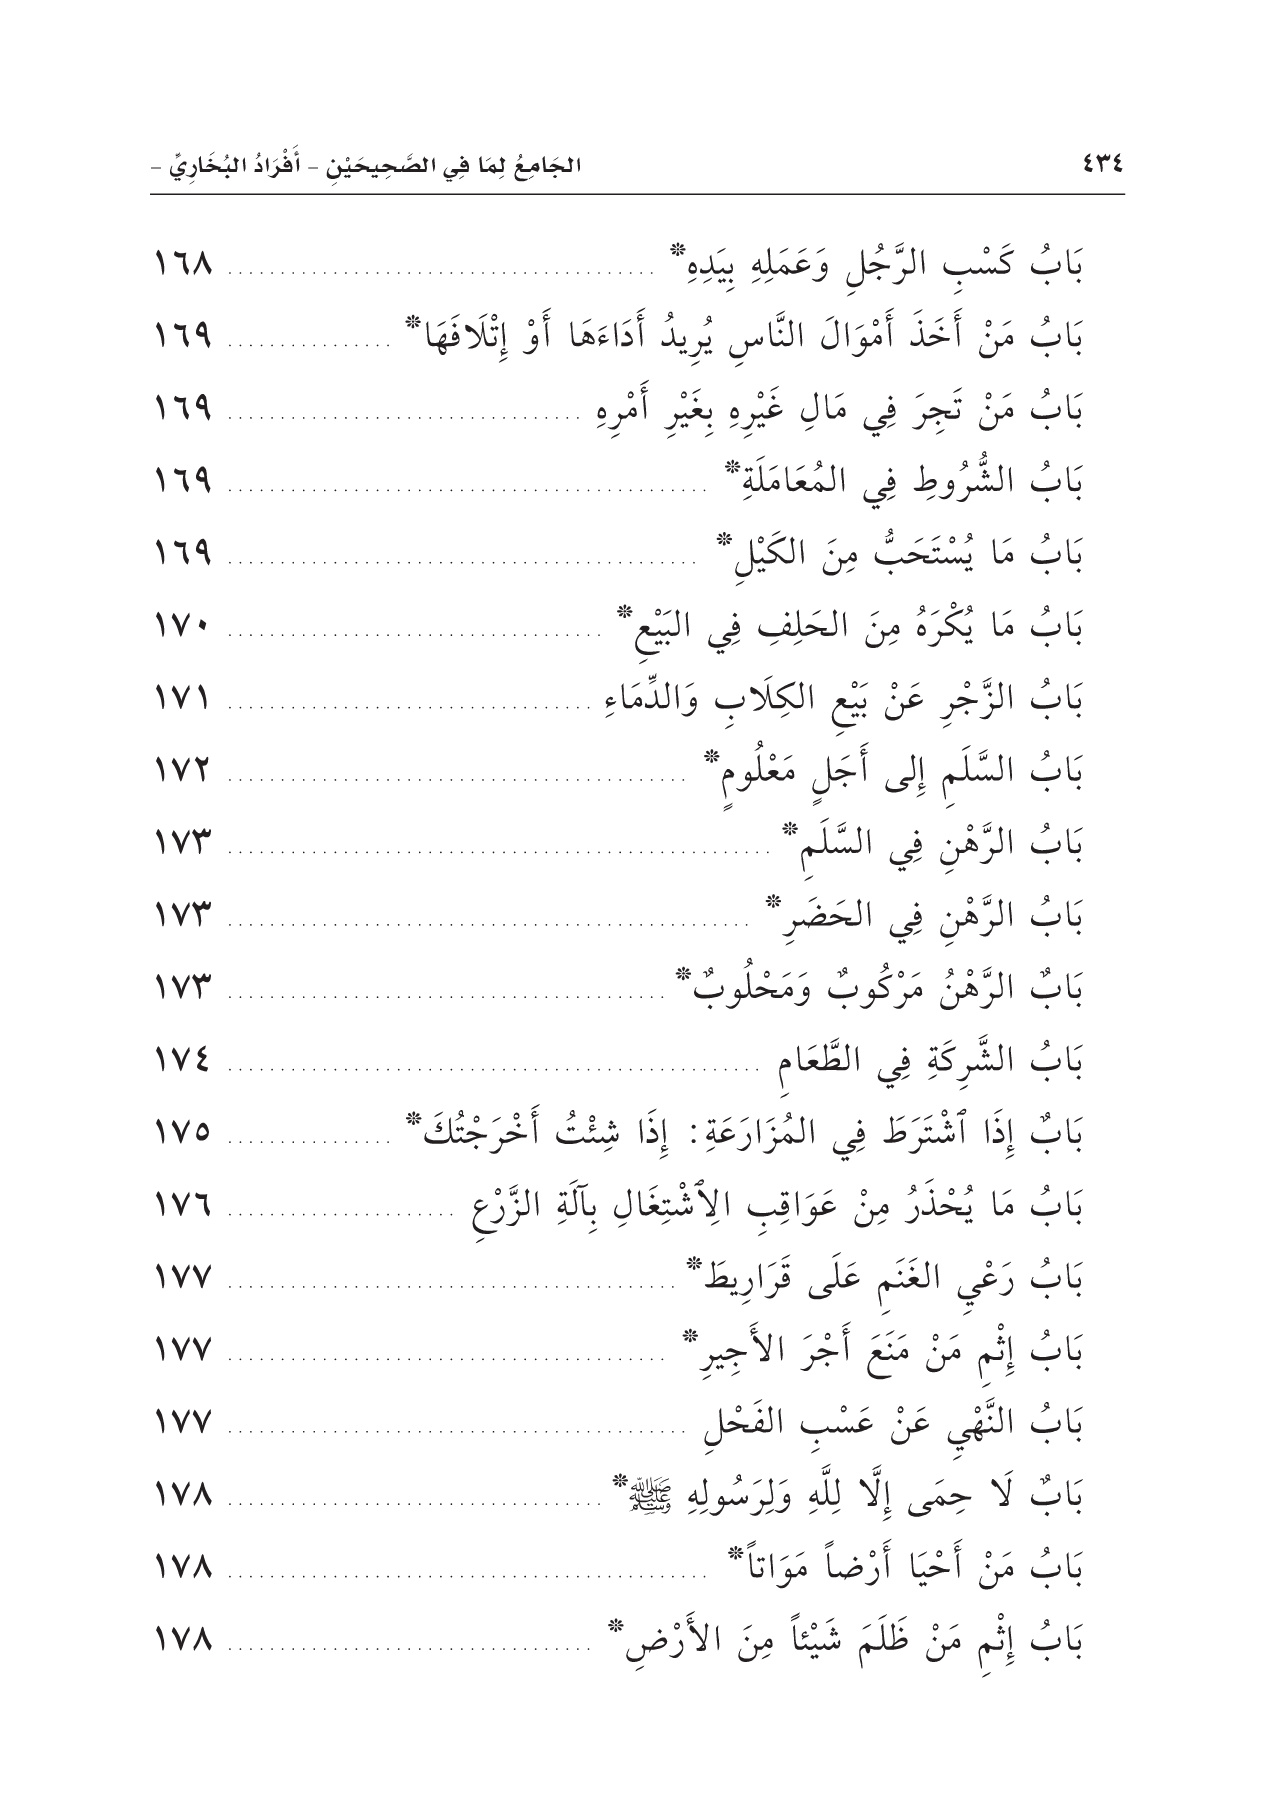 ٤٣٤ الجَامِعُ لِمَا فِي الصَّحِيحَيْنِ – أَفْرَادُ البُخَارِيِّ –
بَابُ كَسْبِ الرَّجُلِ وَعَمَلِهِ بِيَدِهِ* ........................................ ١٦٨
بَابُ مَنْ أَخَذَ أَمْوَالَ النَّاسِ يُرِيدُ أَدَاءَهَا أَوْ إِتْلَافَهَا* ................ ١٦٩
بَابُ مَنْ تَجِرَ فِي مَالِ غَيْرِهِ بِغَيْرِ أَمْرِهِ .................................. ١٦٩
بَابُ الشُّرُوطِ فِي المُعَامَلَةِ* .............................................. ١٦٩
بَابُ مَا يُسْتَحَبُّ مِنَ الكَيْلِ* ............................................. ١٦٩
بَابُ مَا يُكْرَهُ مِنَ الحَلِفِ فِي البَيْعِ* .................................... ١٧٠
بَابُ الزَّجْرِ عَنْ بَيْعِ الكِلَابِ وَالدِّمَاءِ ................................... ١٧١
بَابُ السَّلَمِ إِلى أَجَلٍ مَعْلُومٍ* ............................................ ١٧٢
بَابُ الرَّهْنِ فِي السَّلَمِ* .................................................... ١٧٣
بَابُ الرَّهْنِ فِي الحَضَرِ* .................................................. ١٧٣
بَابٌ الرَّهْنُ مَرْكُوبٌ وَمَحْلُوبٌ* .......................................... ١٧٣
بَابُ الشَّرِكَةِ فِي الطَّعَامِ ................................................... ١٧٤
بَابٌ إِذَا ٱشْتَرَطَ فِي المُزَارَعَةِ: إِذَا شِئْتُ أَخْرَجْتُكَ* ................ ١٧٥
بَابُ مَا يُحْذَرُ مِنْ عَوَاقِبِ الِٱشْتِغَالِ بِآلَةِ الزَّرْعِ ...................... ١٧٦
بَابُ رَعْيِ الغَنَمِ عَلَى قَرَارِيطَ* ........................................... ١٧٧
بَابُ إِثْمِ مَنْ مَنَعَ أَجْرَ الأَجِيرِ* .......................................... ١٧٧
بَابُ النَّهْيِ عَنْ عَسْبِ الفَحْلِ ............................................ ١٧٧
بَابٌ لَا حِمَى إِلَّا لِلَّهِ وَلِرَسُولِهِ ﷺ* .................................... ١٧٨
بَابُ مَنْ أَحْيَا أَرْضاً مَوَاتاً* .............................................. ١٧٨
بَابُ إِثْمِ مَنْ ظَلَمَ شَيْئاً مِنَ الأَرْضِ* ................................... ١٧٨